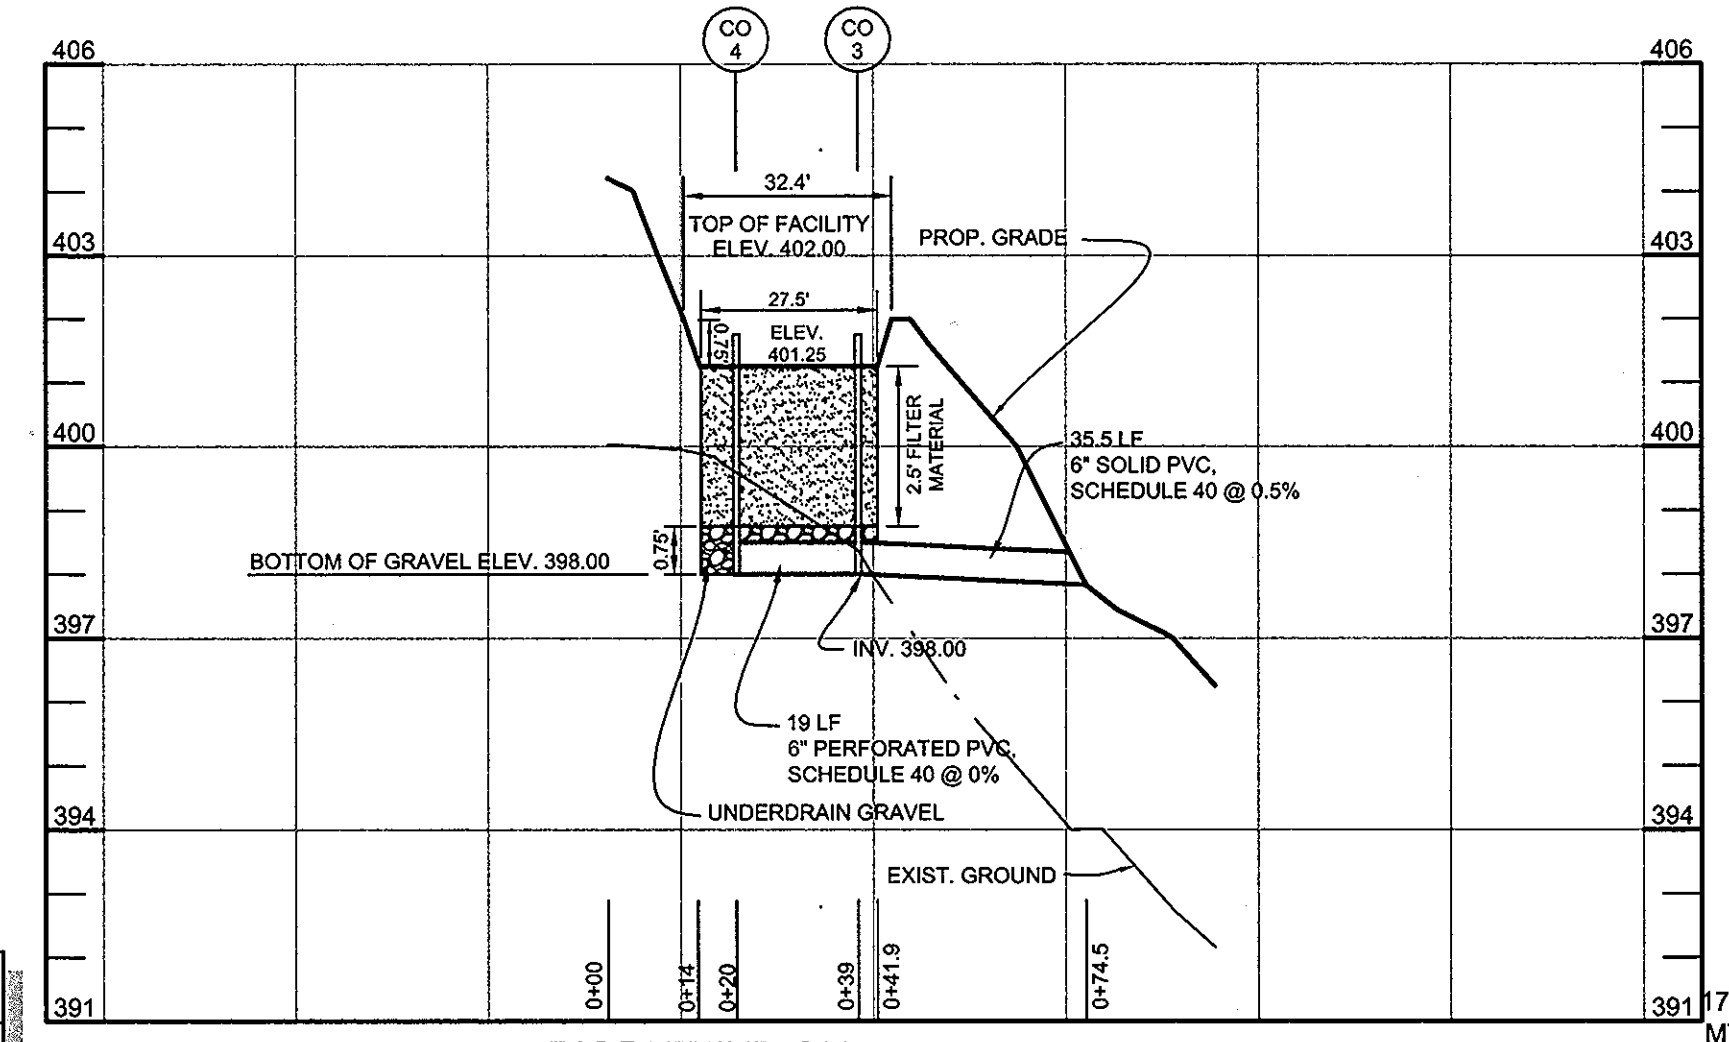 CO
4
CO
3
406
406
32.4'
TOP OF FACILITY
ELEV. 402.00
PROP. GRADE
403
403
27.5'
0.75'
ELEV.
401.25
2.5' FILTER
MATERIAL
400
400
35.5 LF
6" SOLID PVC,
SCHEDULE 40 @ 0.5%
0.75'
BOTTOM OF GRAVEL ELEV. 398.00
397
397
INV. 398.00
19 LF
6" PERFORATED PVC,
SCHEDULE 40 @ 0%
UNDERDRAIN GRAVEL
394
394
EXIST. GROUND
0+00
0+14
0+20
0+39
0+41.9
0+74.5
391
391
17